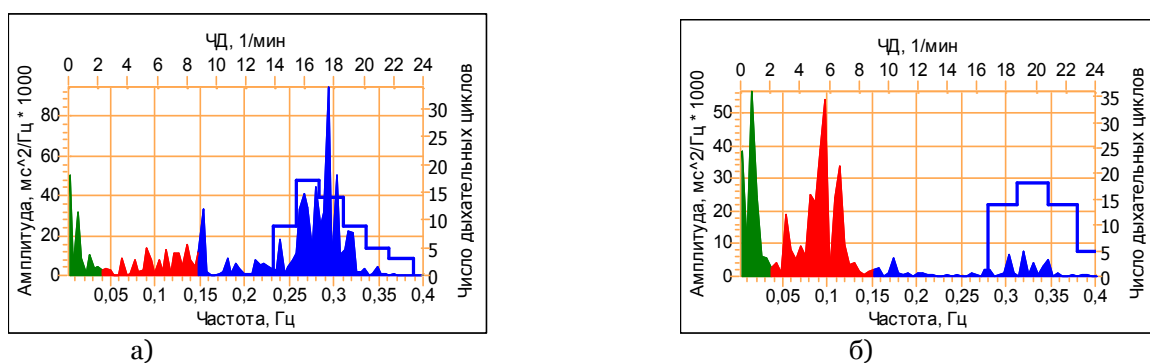 ЧД, 1/мин
0 2 4 6 8 10 12 14 16 18 20 22 24
Амплитуда, мс^2/Гц * 1000
80
60
40
20
0
30
25
20
15
10
5
0
Число дыхательных циклов
0,05 0,1 0,15 0,2 0,25 0,3 0,35 0,4
Частота, Гц
а)
ЧД, 1/мин
0 2 4 6 8 10 12 14 16 18 20 22 24
Амплитуда, мс^2/Гц * 1000
50
40
30
20
10
0
35
30
25
20
15
10
5
0
Число дыхательных циклов
0,05 0,1 0,15 0,2 0,25 0,3 0,35 0,4
Частота, Гц
б)